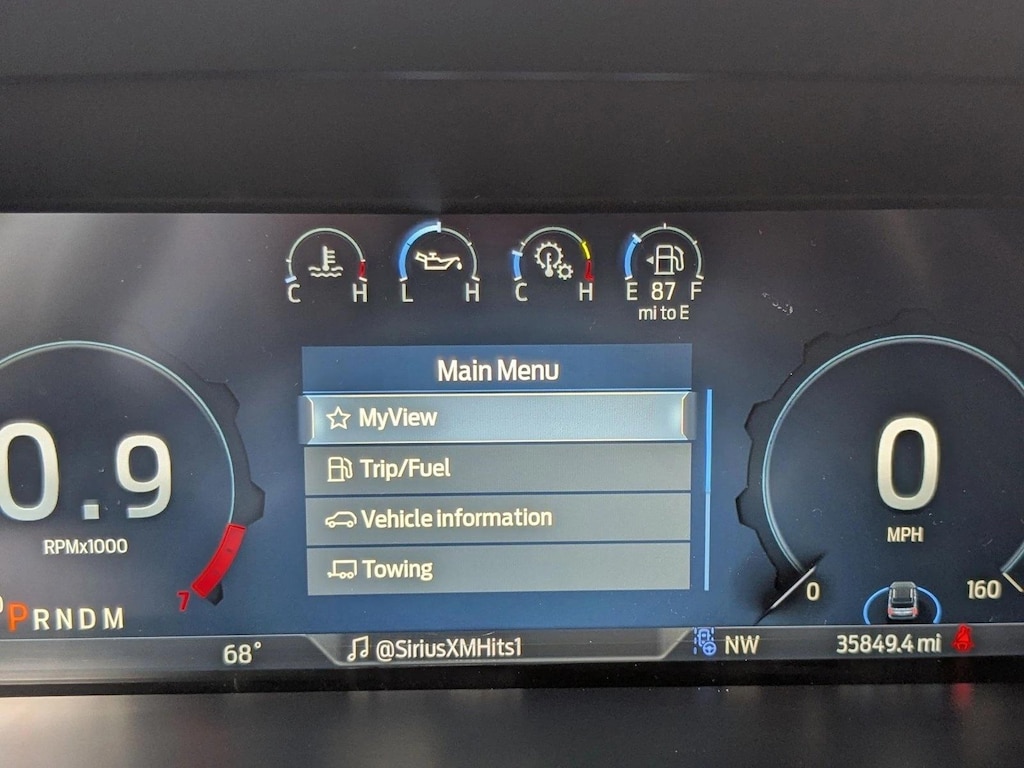 C H
L H
C H
E 87 F
mi to E
Main Menu
MyView
Trip/Fuel
Vehicle information
Towing
0.9
RPMx1000
7
PRNDM
0
MPH
0
160
68°
@SiriusXMHits1
NW
35849.4 mi